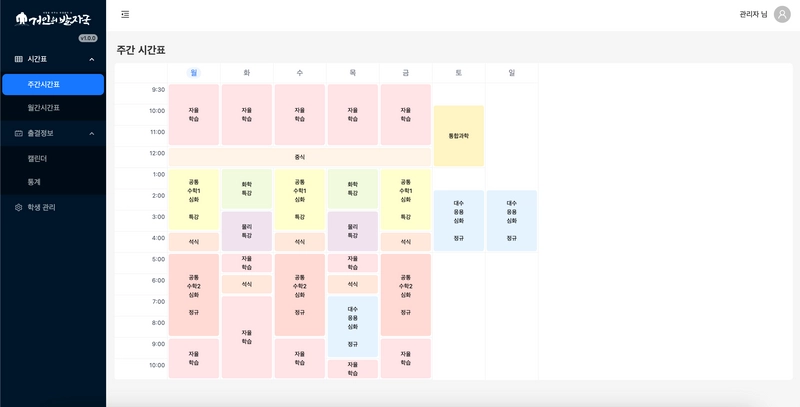 거인의 발자국
v1.0.0
시간표
주간시간표
월간시간표
출결정보
캘린더
통계
학생 관리
관리자 님
주간 시간표
월 화 수 목 금 토 일
9:30
자율 학습
자율 학습
자율 학습
자율 학습
자율 학습
10:00
통합과학
11:00
12:00
중식
1:00
공통 수학1 심화 특강
화학 특강
공통 수학1 심화 특강
화학 특강
공통 수학1 심화 특강
2:00
대수 응용 심화 정규
대수 응용 심화 정규
3:00
물리 특강
물리 특강
4:00
석식
석식
석식
5:00
공통 수학2 심화 정규
자율 학습
공통 수학2 심화 정규
자율 학습
공통 수학2 심화 정규
6:00
석식
석식
7:00
자율 학습
대수 응용 심화 정규
8:00
9:00
자율 학습
자율 학습
자율 학습
10:00
자율 학습